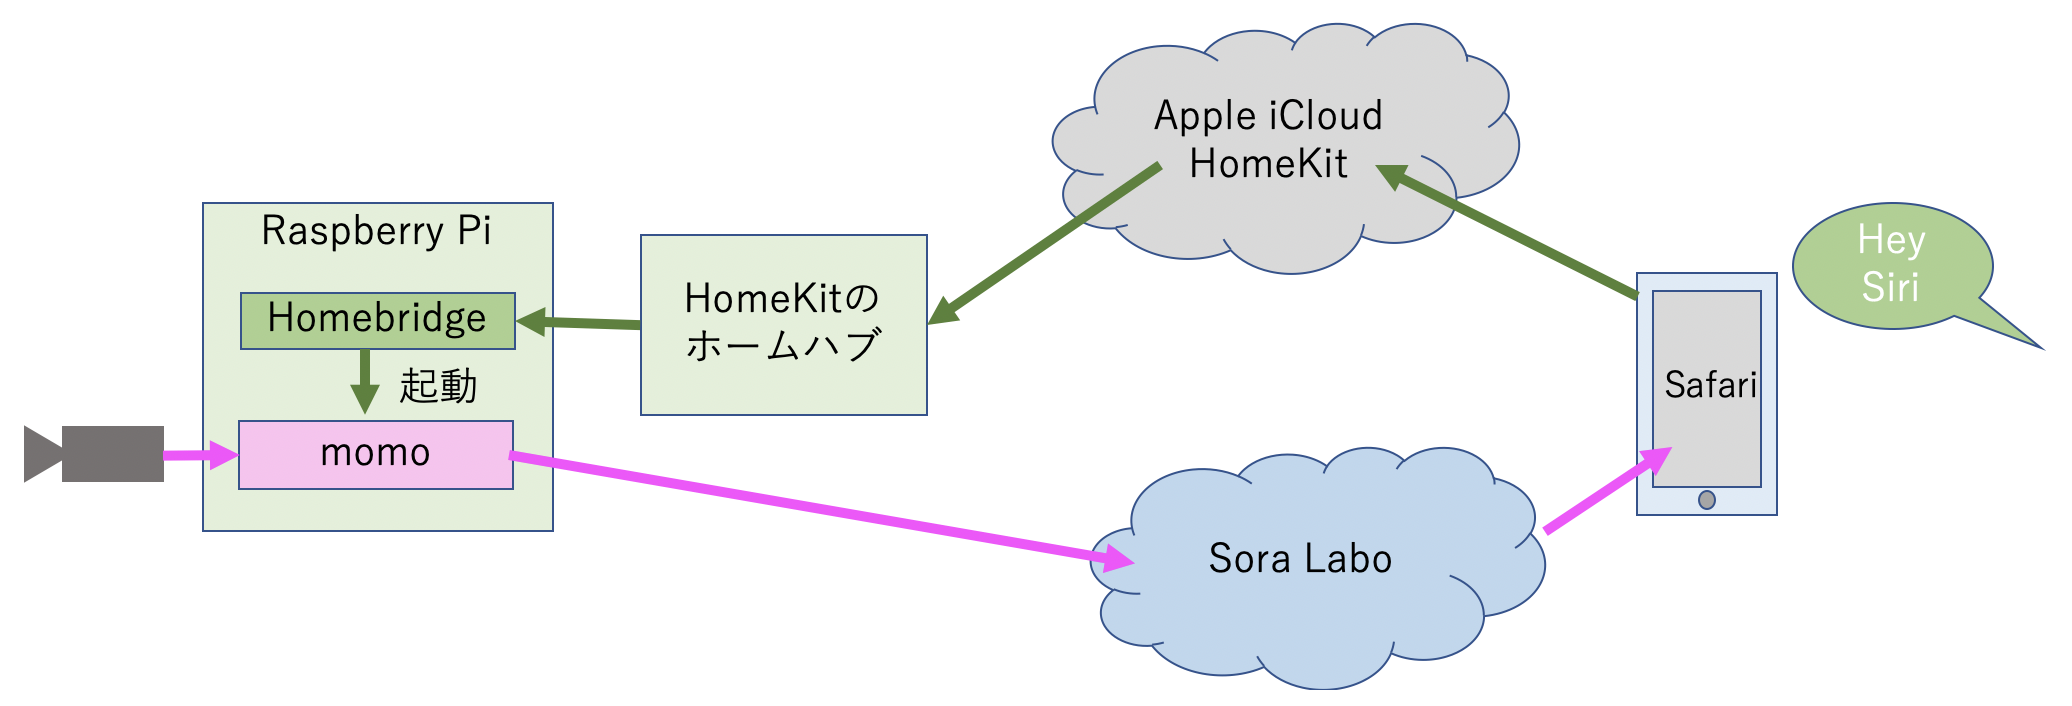 Apple iCloud
HomeKit
Raspberry Pi
Hey
Siri
HomeKitの
ホームハブ
Homebridge
起動
Safari
momo
Sora Labo